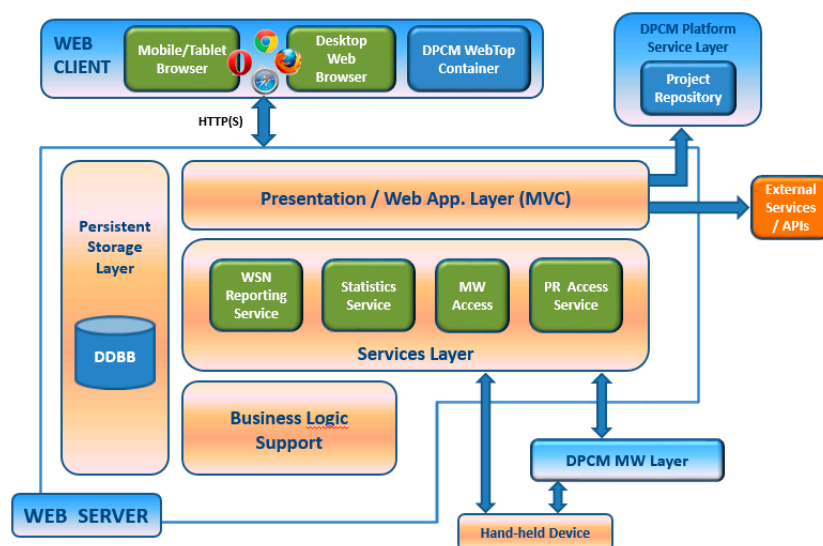 WEB
CLIENT
Mobile/Tablet
Browser
Desktop
Web
Browser
DPCM WebTop
Container
DPCM Platform
Service Layer
Project
Repository
HTTP(S)
Persistent
Storage
Layer
DDBB
Presentation / Web App. Layer (MVC)
External
Services
/ APIs
WSN
Reporting
Service
Statistics
Service
MW
Access
PR Access
Service
Services Layer
Business Logic
Support
DPCM MW Layer
WEB SERVER
Hand-held Device